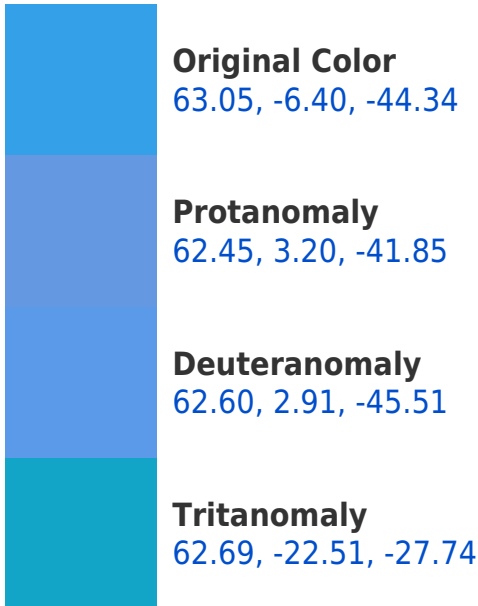 Original Color
63.05, -6.40, -44.34
Protanomaly
62.45, 3.20, -41.85
Deuteranomaly
62.60, 2.91, -45.51
Tritanomaly
62.69, -22.51, -27.74